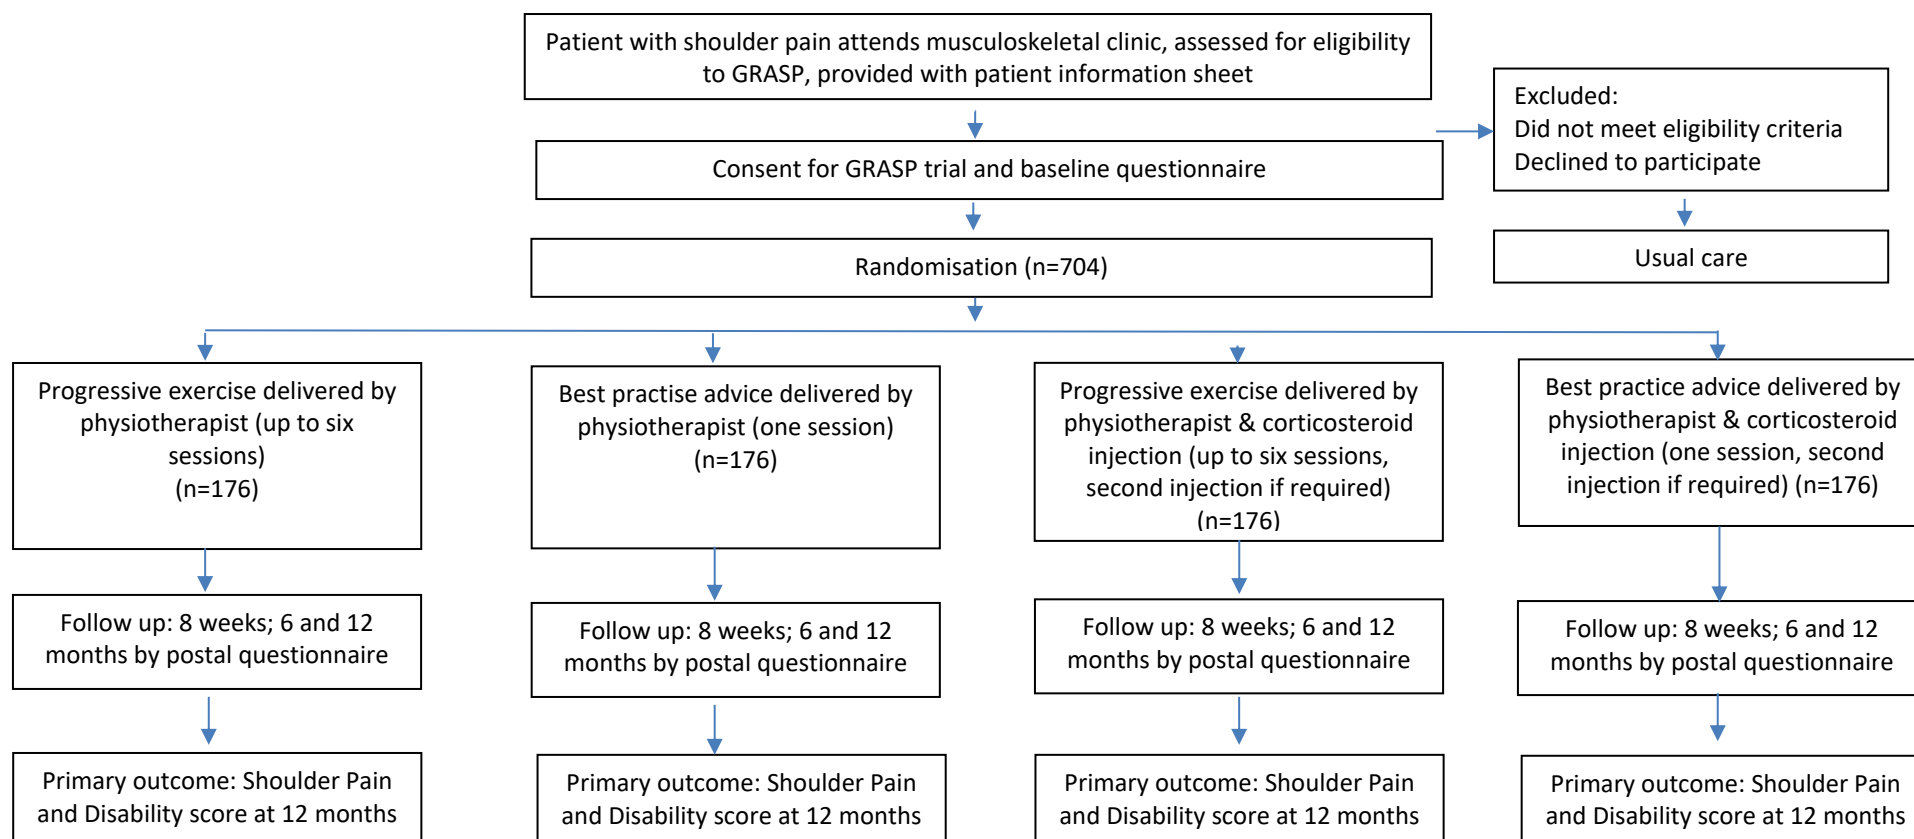 Patient with shoulder pain attends musculoskeletal clinic, assessed for eligibility
to GRASP, provided with patient information sheet
Excluded:
Did not meet eligibility criteria
Declined to participate
Consent for GRASP trial and baseline questionnaire
Usual care
Randomisation (n=704)
Progressive exercise delivered by
physiotherapist (up to six
sessions)
(n=176)
Best practise advice delivered by
physiotherapist (one session)
(n=176)
Progressive exercise delivered by
physiotherapist & corticosteroid
injection (up to six sessions,
second injection if required)
(n=176)
Best practice advice delivered by
physiotherapist & corticosteroid
injection (one session, second
injection if required) (n=176)
Follow up: 8 weeks; 6 and 12
months by postal questionnaire
Follow up: 8 weeks; 6 and 12
months by postal questionnaire
Follow up: 8 weeks; 6 and 12
months by postal questionnaire
Follow up: 8 weeks; 6 and 12
months by postal questionnaire
Primary outcome: Shoulder Pain
and Disability score at 12 months
Primary outcome: Shoulder Pain
and Disability score at 12 months
Primary outcome: Shoulder Pain
and Disability score at 12 months
Primary outcome: Shoulder Pain
and Disability score at 12 months